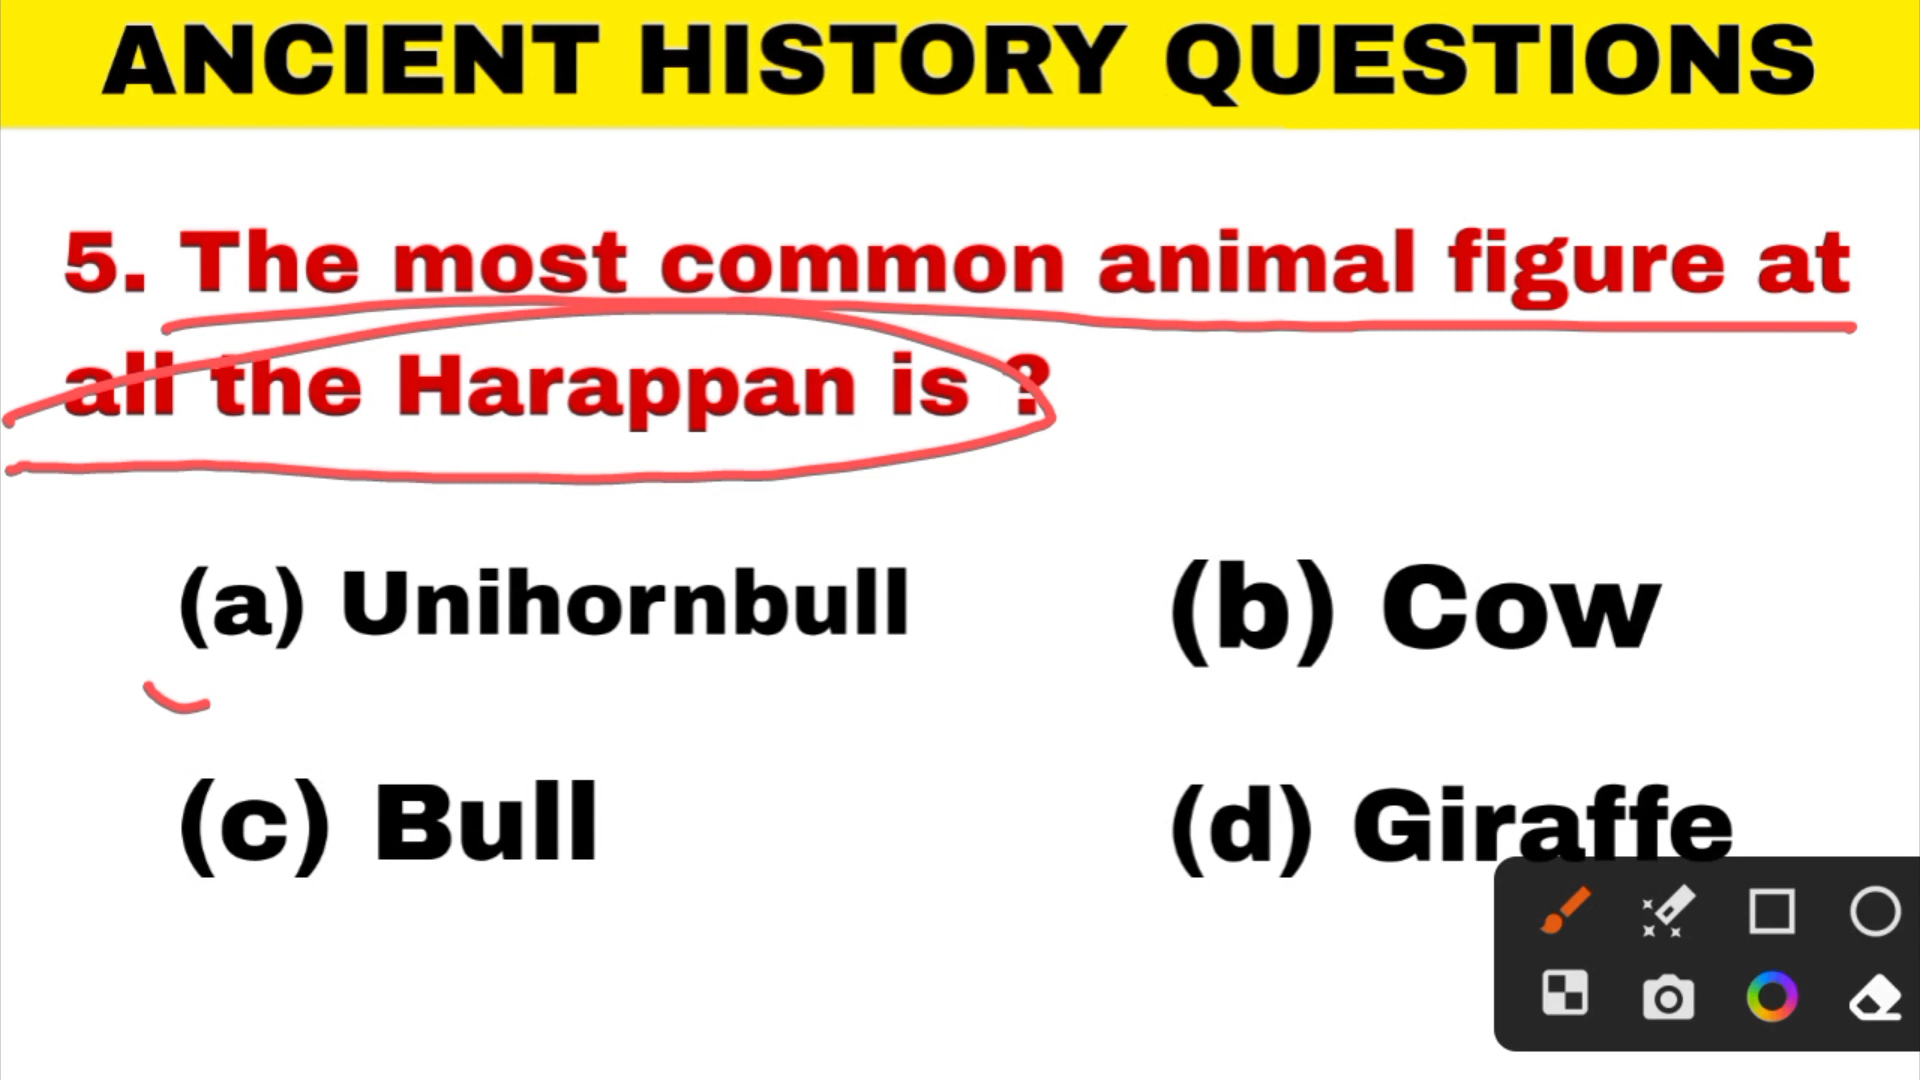 ANCIENT HISTORY QUESTIONS
5. The most common animal figure at
all the Harappan is ?
(a) Unihornbull
(b) Cow
(c) Bull
(d) Giraffe